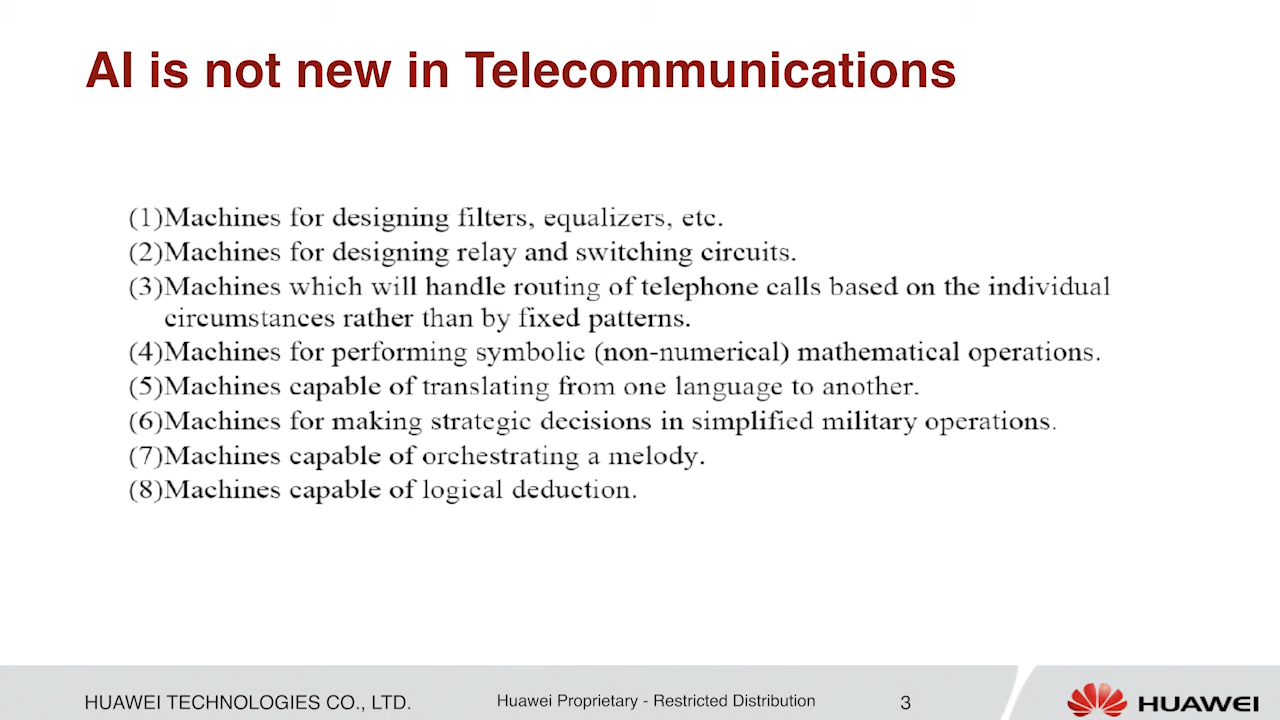 AI is not new in Telecommunications
(1)Machines for designing filters, equalizers, etc.
(2)Machines for designing relay and switching circuits.
(3)Machines which will handle routing of telephone calls based on the individual
circumstances rather than by fixed patterns.
(4)Machines for performing symbolic (non-numerical) mathematical operations.
(5)Machines capable of translating from one language to another.
(6)Machines for making strategic decisions in simplified military operations.
(7)Machines capable of orchestrating a melody.
(8)Machines capable of logical deduction.
HUAWEI TECHNOLOGIES CO., LTD.
Huawei Proprietary - Restricted Distribution
3
HUAWEI